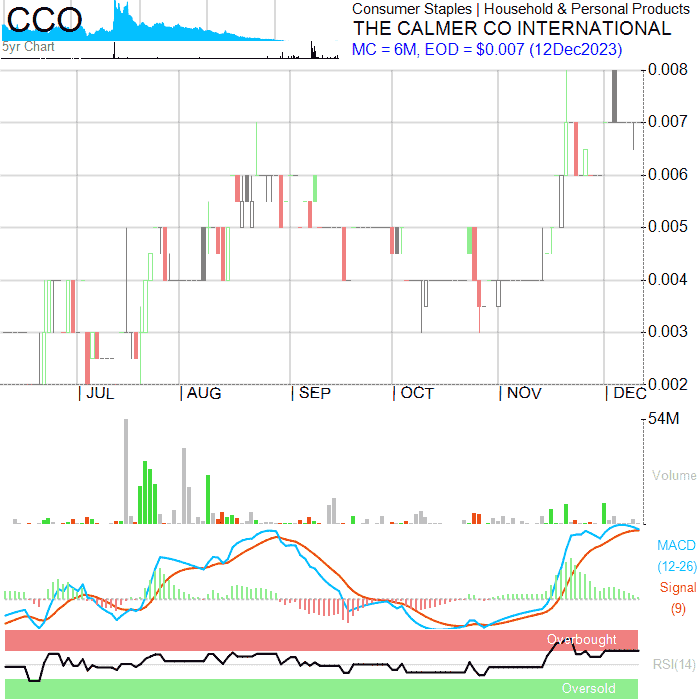 CCO
5yr Chart
Consumer Staples | Household & Personal Products
THE CALMER CO INTERNATIONAL
MC = 6M, EOD = $0.007 (12Dec2023)
0.008
0.007
0.006
0.005
0.004
0.003
0.002
| JUL | AUG | SEP | OCT | NOV | DEC
54M
Volume
MACD
(12-26)
Signal
(9)
Overbought
RSI(14)
Oversold